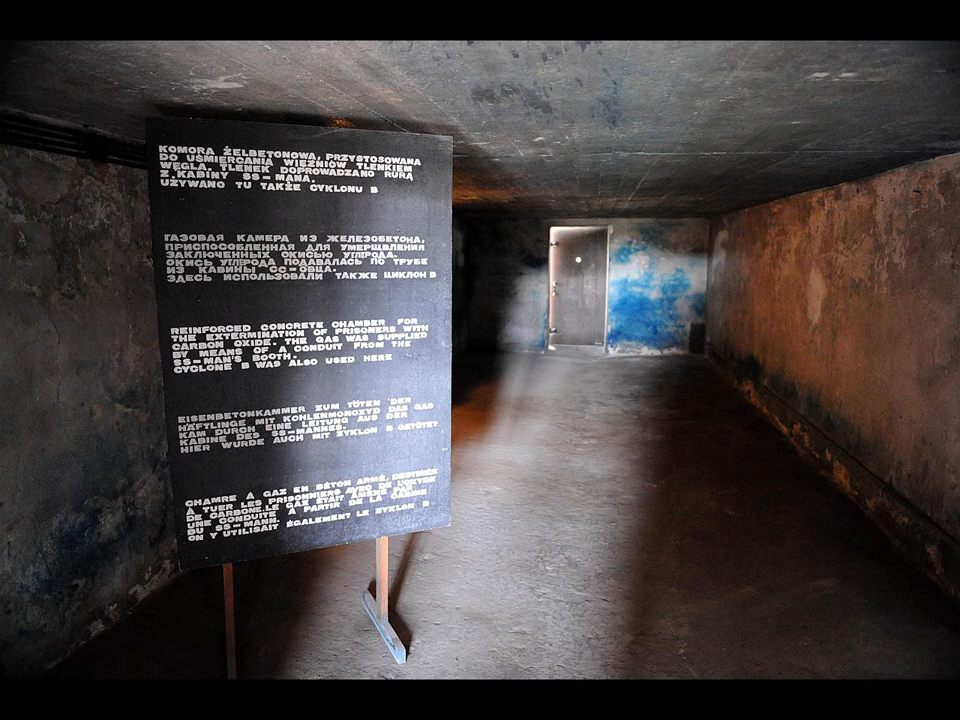 KOMORA ŻELBETONOWA, PRZYSTOSOWANA
DO UŚMIERCANIA WIĘŹNIÓW TLENKIEM
WĘGLA. TLENEK DOPROWADZANO RURĄ
Z KABINY SS-MANA.
UŻYWANO TU TAKŻE CYKLONU B
ГАЗОВАЯ КАМЕРА ИЗ ЖЕЛЕЗОБЕТОНА,
ПРИСПОСОБЛЕННАЯ ДЛЯ УМЕРЩВЛЕНИЯ
ЗАКЛЮЧЕННЫХ ОКИСЬЮ УГЛЕРОДА.
ОКИСЬ УГЛЕРОДА ПОДАВАЛАСЬ ПО ТРУБЕ
ИЗ КАБИНЫ СС-ОВЦА.
ЗДЕСЬ ИСПОЛЬЗОВАЛИ ТАКЖЕ ЦИКЛОН В
REINFORCED CONCRETE CHAMBER FOR
THE EXTERMINATION OF PRISONERS WITH
CARBON OXIDE. THE GAS WAS SUPPLIED
BY MEANS OF A CONDUIT FROM THE
SS-MAN'S BOOTH.
CYCLONE B WAS ALSO USED HERE
EISENBETONKAMMER ZUM TÖTEN DER
HÄFTLINGE MIT KOHLENMONOXYD DAS GAS
KAM DURCH EINE LEITUNG AUS DER
KABINE DES SS-MANNES.
HIER WURDE AUCH MIT ZYKLON B GETÖTET
CHAMRE À GAZ EN BÉTON ARMÉ, DESTINÉE
À TUER LES PRISONNIERS AVEC DE L'OXYDE
DE CARBONE.LE GAZ ÉTAIT AMENÉ PAR
UNE CONDUITE À PARTIR DE LA CABINE
DU SS-MANN.
ON Y UTILISAIT ÉGALEMENT LE ZYKLON B